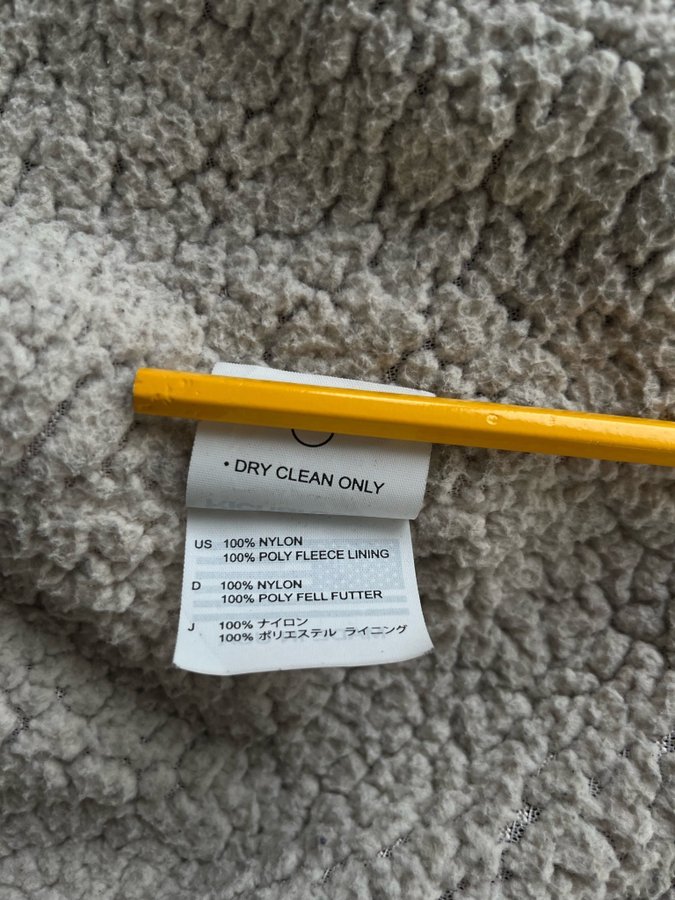 • DRY CLEAN ONLY
US 100% NYLON
100% POLY FLEECE LINING
D 100% NYLON
100% POLY FELL FUTTER
J 100% ナイロン
100% ポリエステル ライニング